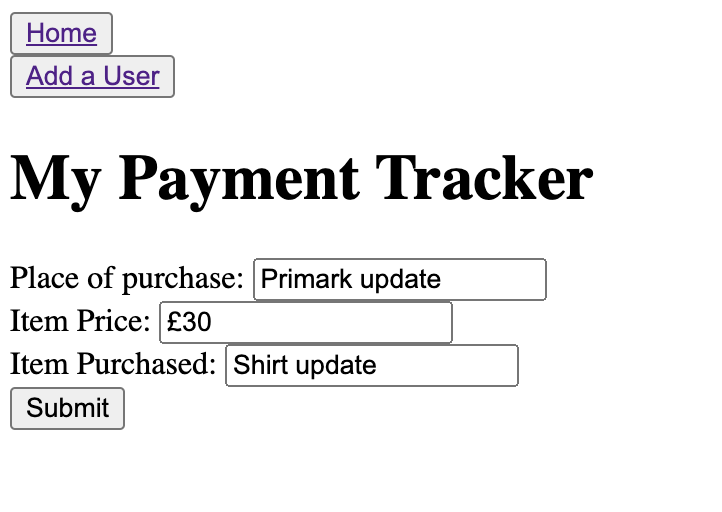 Home
Add a User
My Payment Tracker
Place of purchase: Primark update
Item Price: £30
Item Purchased: Shirt update
Submit